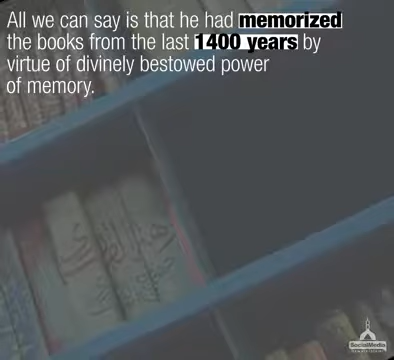 All we can say is that he had memorized
the books from the last 1400 years by
virtue of divinely bestowed power
of memory.
SocialMedia